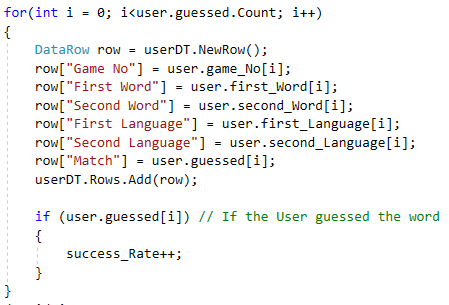 for(int i = 0; i<user.guessed.Count; i++)
{
DataRow row = userDT.NewRow();
row["Game No"] = user.game_No[i];
row["First Word"] = user.first_Word[i];
row["Second Word"] = user.second_Word[i];
row["First Language"] = user.first_Language[i];
row["Second Language"] = user.second_Language[i];
row["Match"] = user.guessed[i];
userDT.Rows.Add(row);
if (user.guessed[i]) // If the User guessed the word
{
success_Rate++;
}
}